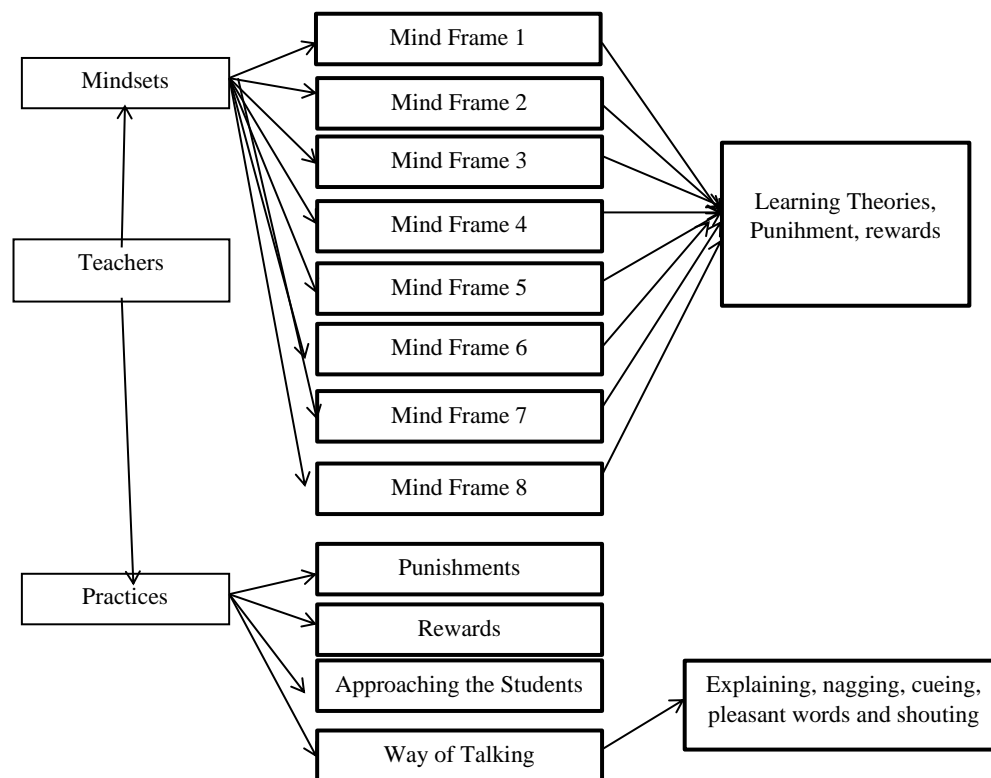 Mind Frame 1
Mindsets
Mind Frame 2
Mind Frame 3
Mind Frame 4
Teachers
Mind Frame 5
Mind Frame 6
Mind Frame 7
Mind Frame 8
Learning Theories,
Punihment, rewards
Practices
Punishments
Rewards
Approaching the Students
Way of Talking
Explaining, nagging, cueing,
pleasant words and shouting